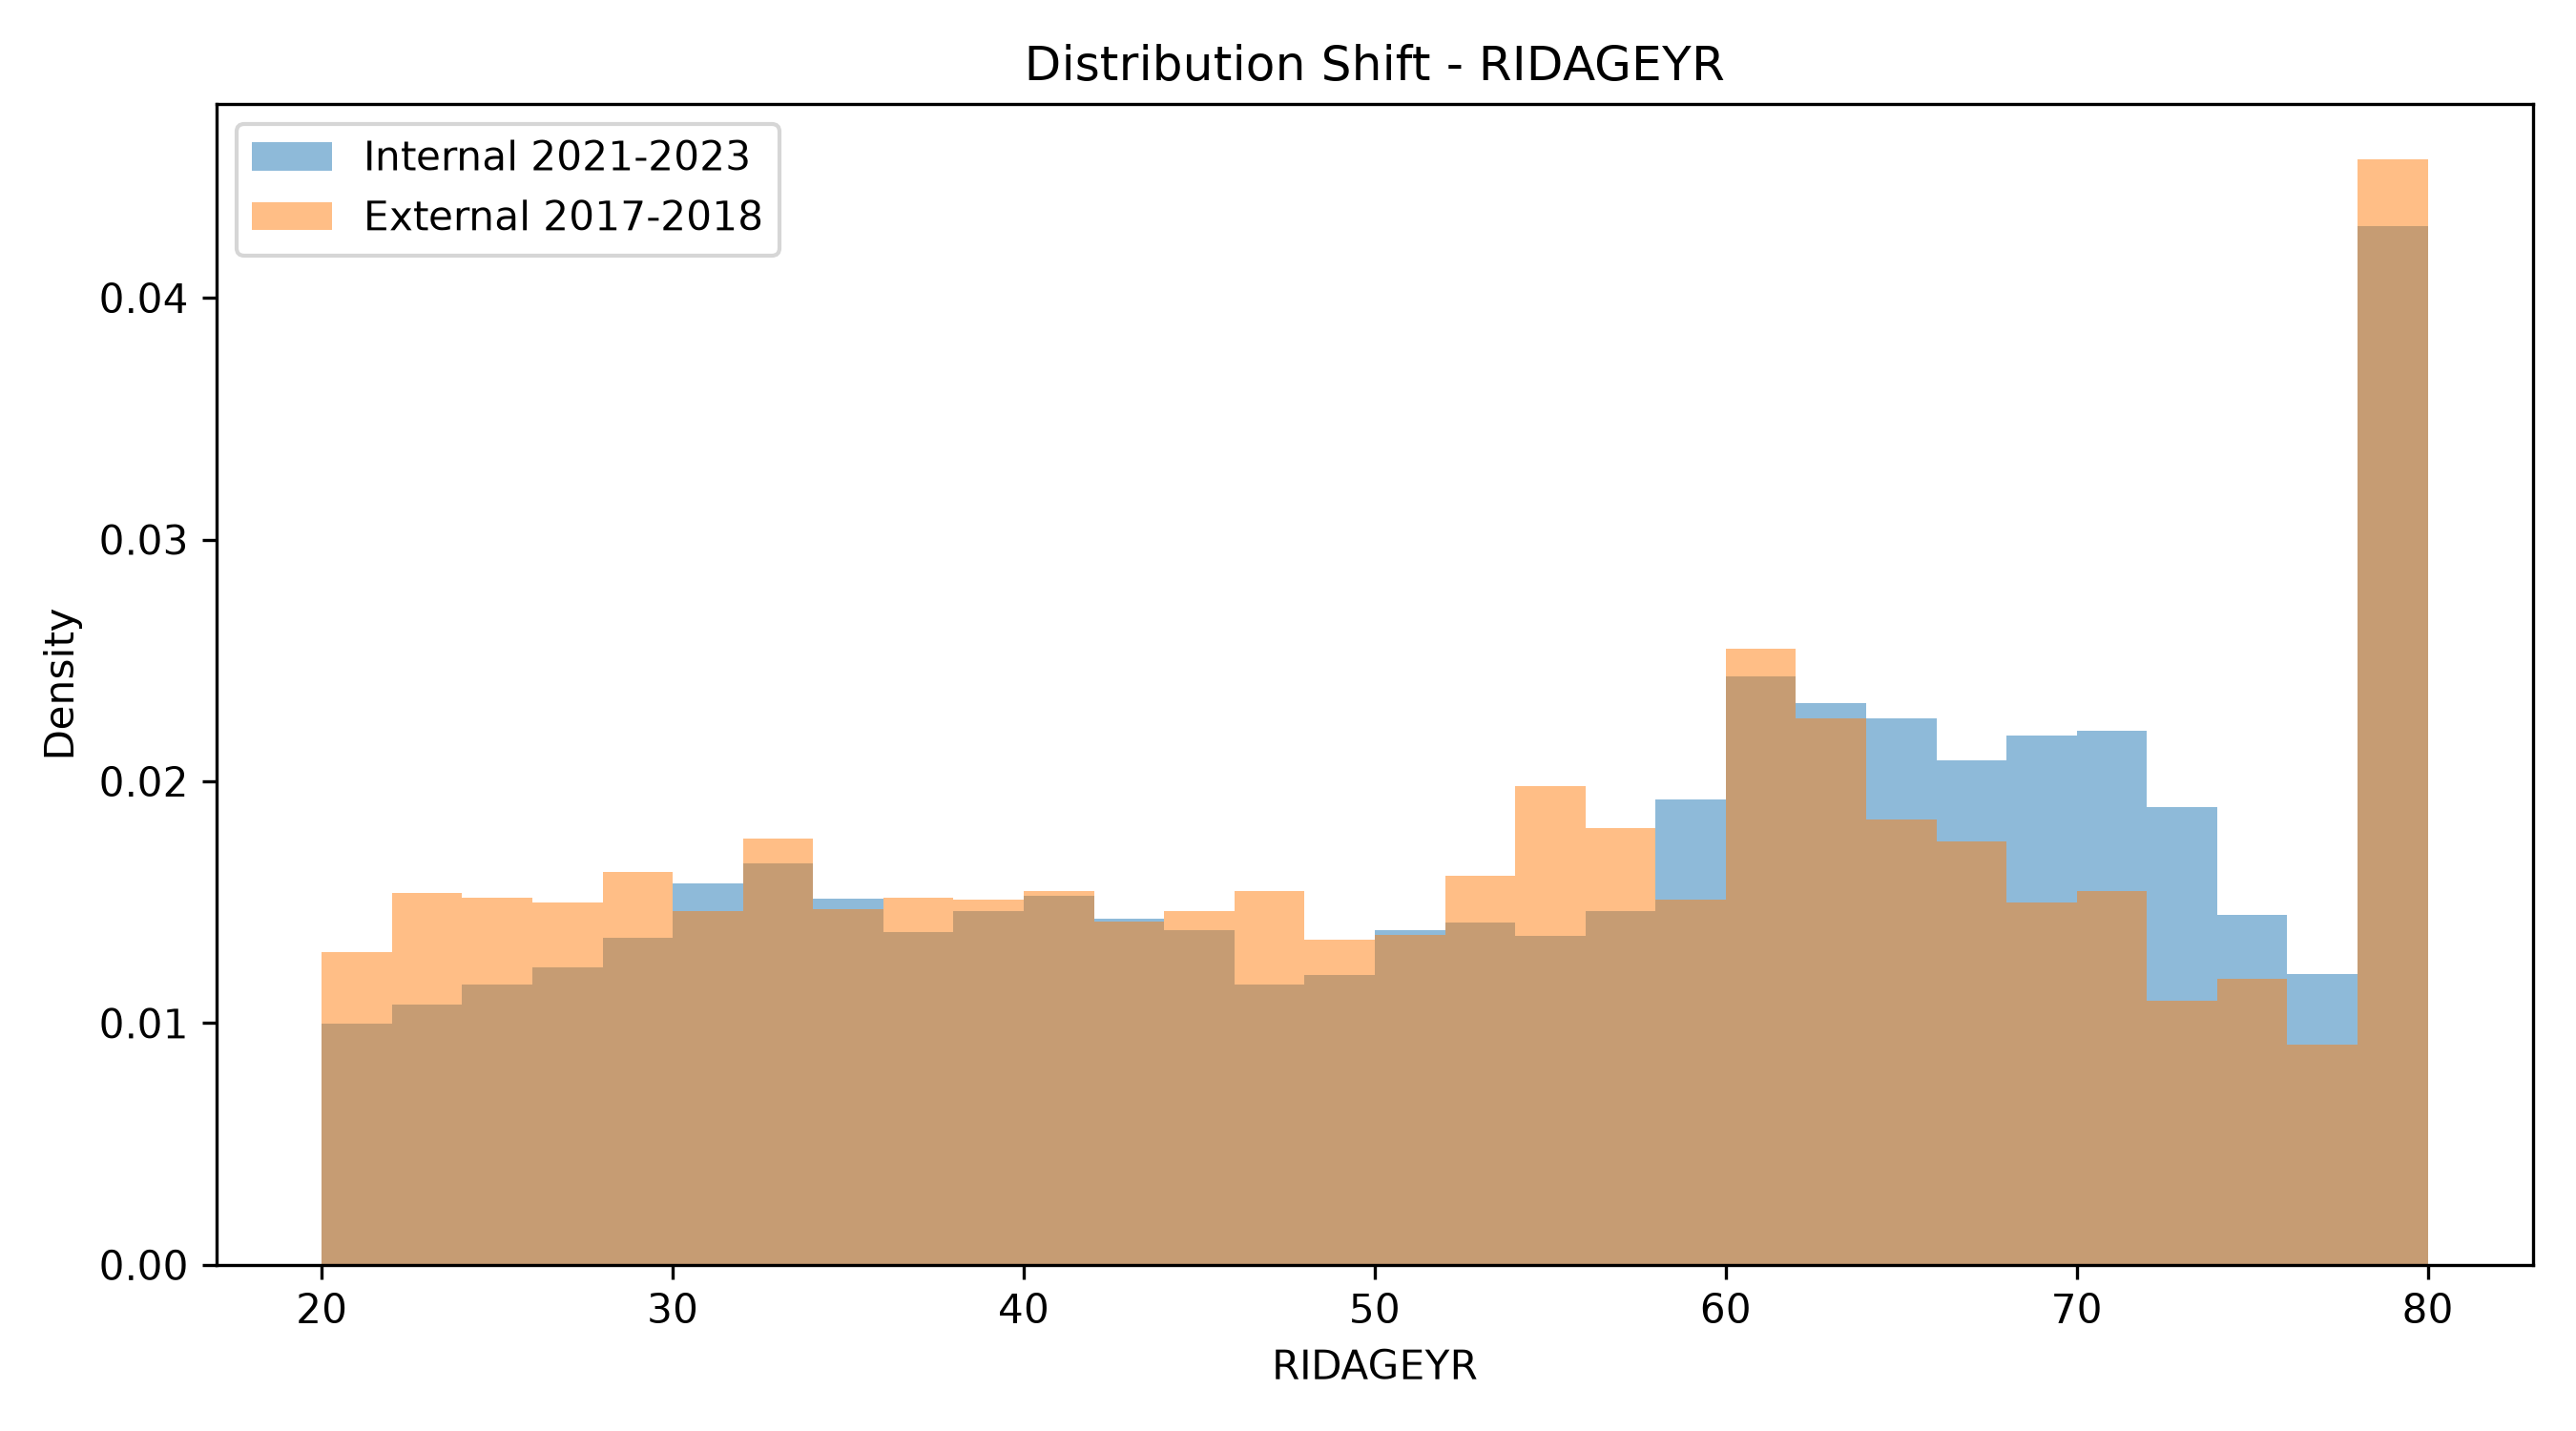 Distribution Shift - RIDAGEYR
Internal 2021-2023
External 2017-2018
0.04
0.03
0.02
0.01
0.00
Density
20 30 40 50 60 70 80
RIDAGEYR